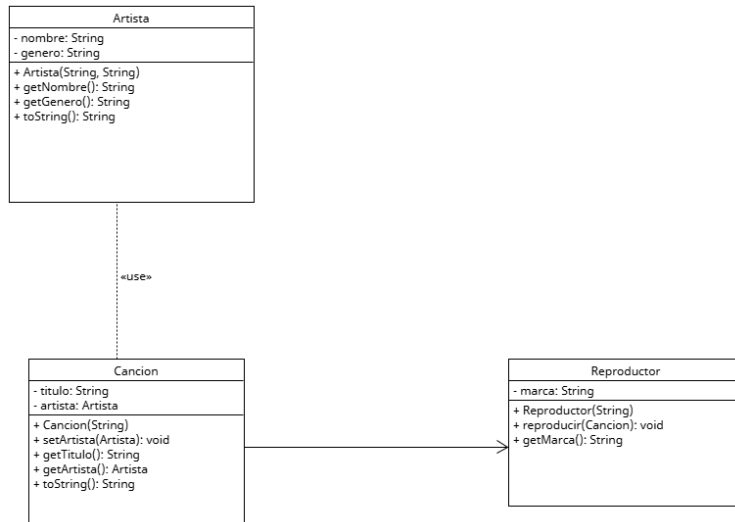 Artista
- nombre: String
- genero: String
+ Artista(String, String)
+ getNombre(): String
+ getGenero(): String
+ toString(): String
«use»
Cancion
- titulo: String
- artista: Artista
+ Cancion(String)
+ setArtista(Artista): void
+ getTitulo(): String
+ getArtista(): Artista
+ toString(): String
Reproductor
- marca: String
+ Reproductor(String)
+ reproducir(Cancion): void
+ getMarca(): String